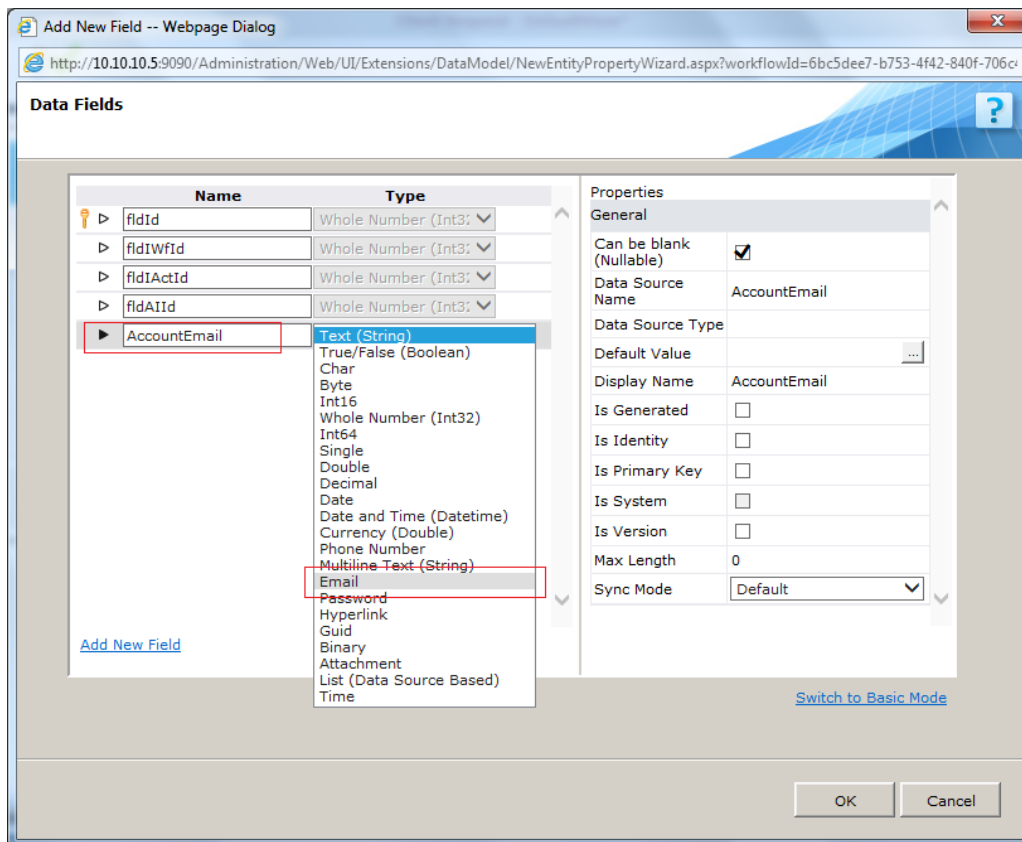 Add New Field -- Webpage Dialog
http://10.10.10.5:9090/Administration/Web/UI/Extensions/DataModel/NewEntityPropertyWizard.aspx?workflowId=6bc5dee7-b753-4f42-840f-706c4
Data Fields
?
Name Type
fldId Whole Number (Int32
fldIWfId Whole Number (Int32
fldIActId Whole Number (Int32
fldAIId Whole Number (Int32
AccountEmail
Text (String)
True/False (Boolean)
Char
Byte
Int16
Whole Number (Int32)
Int64
Single
Double
Decimal
Date
Date and Time (Datetime)
Currency (Double)
Phone Number
Multiline Text (String)
Email
Password
Hyperlink
Guid
Binary
Attachment
List (Data Source Based)
Time
Add New Field
Properties
General
Can be blank
(Nullable)
Data Source
Name AccountEmail
Data Source Type
Default Value ...
Display Name AccountEmail
Is Generated
Is Identity
Is Primary Key
Is System
Is Version
Max Length 0
Sync Mode Default
Switch to Basic Mode
OK Cancel